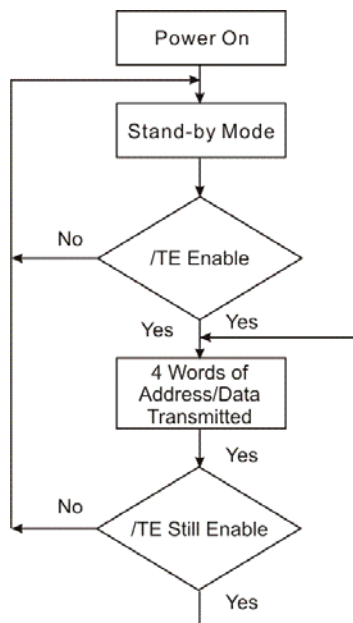 Power On
Stand-by Mode
No
/TE Enable
Yes
Yes
4 Words of
Address/Data
Transmitted
Yes
No
/TE Still Enable
Yes